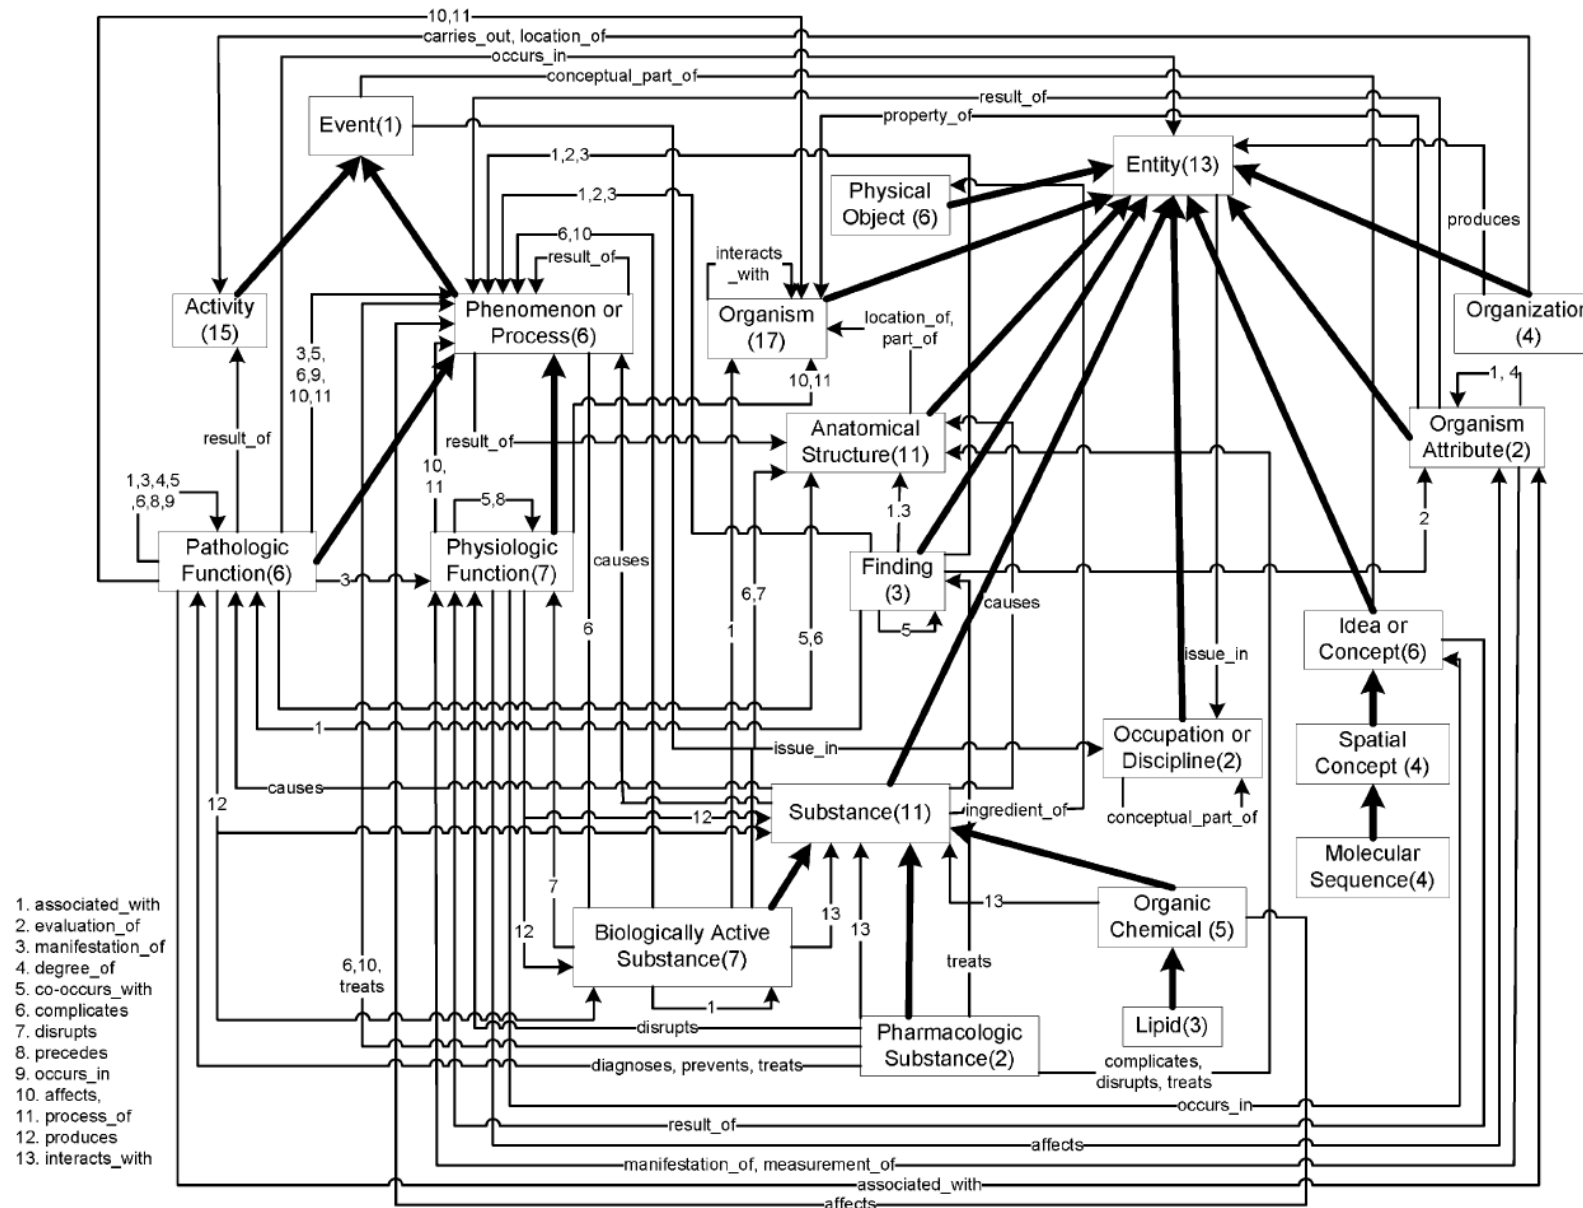 10,11
carries_out, location_of
occurs_in
conceptual_part_of
result_of
property_of
Event(1)
1,2,3
Entity(13)
Physical
Object (6)
1,2,3
produces
6,10
result_of
interacts
_with
Activity
(15)
Phenomenon or
Process(6)
Organism
(17)
location_of,
part_of
Organization
(4)
3,5,
6,9,
10,11
10,11
1, 4
result_of
result_of
Anatomical
Structure(11)
Organism
Attribute(2)
10,
11
1,3,4,5
,6,8,9
5,8
1.3
2
Pathologic
Function(6)
Physiologic
Function(7)
causes
Finding
(3)
3
6,7
causes
6
1
5,6
5
Idea or
Concept(6)
issue_in
1
issue_in
Occupation or
Discipline(2)
Spatial
Concept (4)
causes
12
12
Substance(11)
ingredient_of
conceptual_part_of
Molecular
Sequence(4)
7
13
13
13
Organic
Chemical (5)
12
Biologically Active
Substance(7)
6,10,
treats
treats
1
Lipid(3)
disrupts
Pharmacologic
Substance(2)
diagnoses, prevents, treats
complicates,
disrupts, treats
occurs_in
result_of
affects
manifestation_of, measurement_of
associated_with
affects
1. associated_with
2. evaluation_of
3. manifestation_of
4. degree_of
5. co-occurs_with
6. complicates
7. disrupts
8. precedes
9. occurs_in
10. affects,
11. process_of
12. produces
13. interacts_with